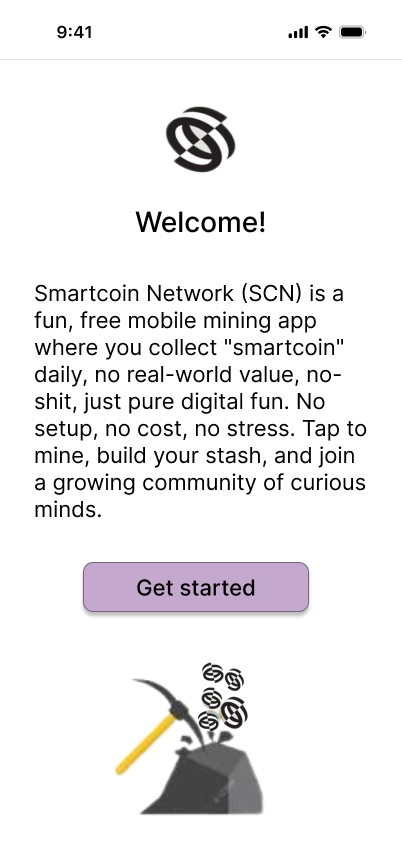 9:41
Welcome!
Smartcoin Network (SCN) is a
fun, free mobile mining app
where you collect "smartcoin"
daily, no real-world value, no-
shit, just pure digital fun. No
setup, no cost, no stress. Tap to
mine, build your stash, and join
a growing community of curious
minds.
Get started